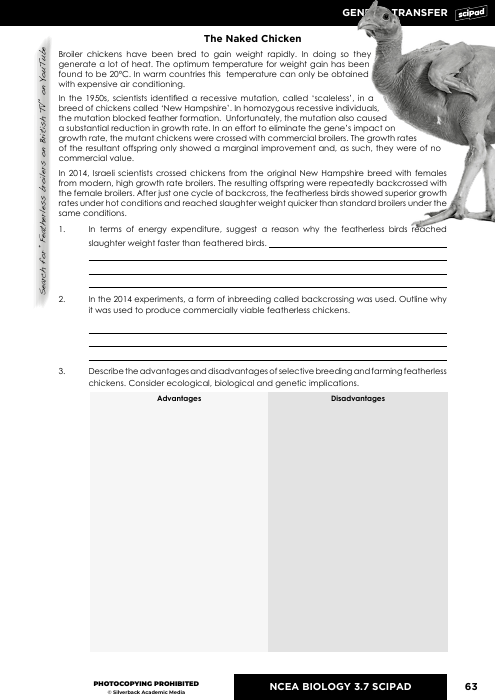 GENE TRANSFER
scipad
The Naked Chicken
Broiler chickens have been bred to gain weight rapidly. In doing so they
generate a lot of heat. The optimum temperature for weight gain has been
found to be 20°C. In warm countries this temperature can only be obtained
with expensive air conditioning.
In the 1950s, scientists identified a recessive mutation, called 'scaleless', in a
breed of chickens called 'New Hampshire'. In homozygous recessive individuals,
the mutation blocked feather formation. Unfortunately, the mutation also caused
a substantial reduction in growth rate. In an effort to eliminate the gene's impact on
growth rate, the mutant chickens were crossed with commercial broilers. The growth rates
of the resultant offspring only showed a marginal improvement and, as such, they were of no
commercial value.
In 2014, Israeli scientists crossed chickens from the original New Hampshire breed with females
from modern, high growth rate broilers. The resulting offspring were repeatedly backcrossed with
the female broilers. After just one cycle of backcross, the featherless birds showed superior growth
rates under hot conditions and reached slaughter weight quicker than standard broilers under the
same conditions.
Search for "Featherless broilers on British TV" on YouTube
1. In terms of energy expenditure, suggest a reason why the featherless birds reached
slaughter weight faster than feathered birds.
2. In the 2014 experiments, a form of inbreeding called backcrossing was used. Outline why
it was used to produce commercially viable featherless chickens.
3. Describe the advantages and disadvantages of selective breeding and farming featherless
chickens. Consider ecological, biological and genetic implications.
Advantages Disadvantages
PHOTOCOPYING PROHIBITED
© Silverback Academic Media
NCEA BIOLOGY 3.7 SCIPAD
63